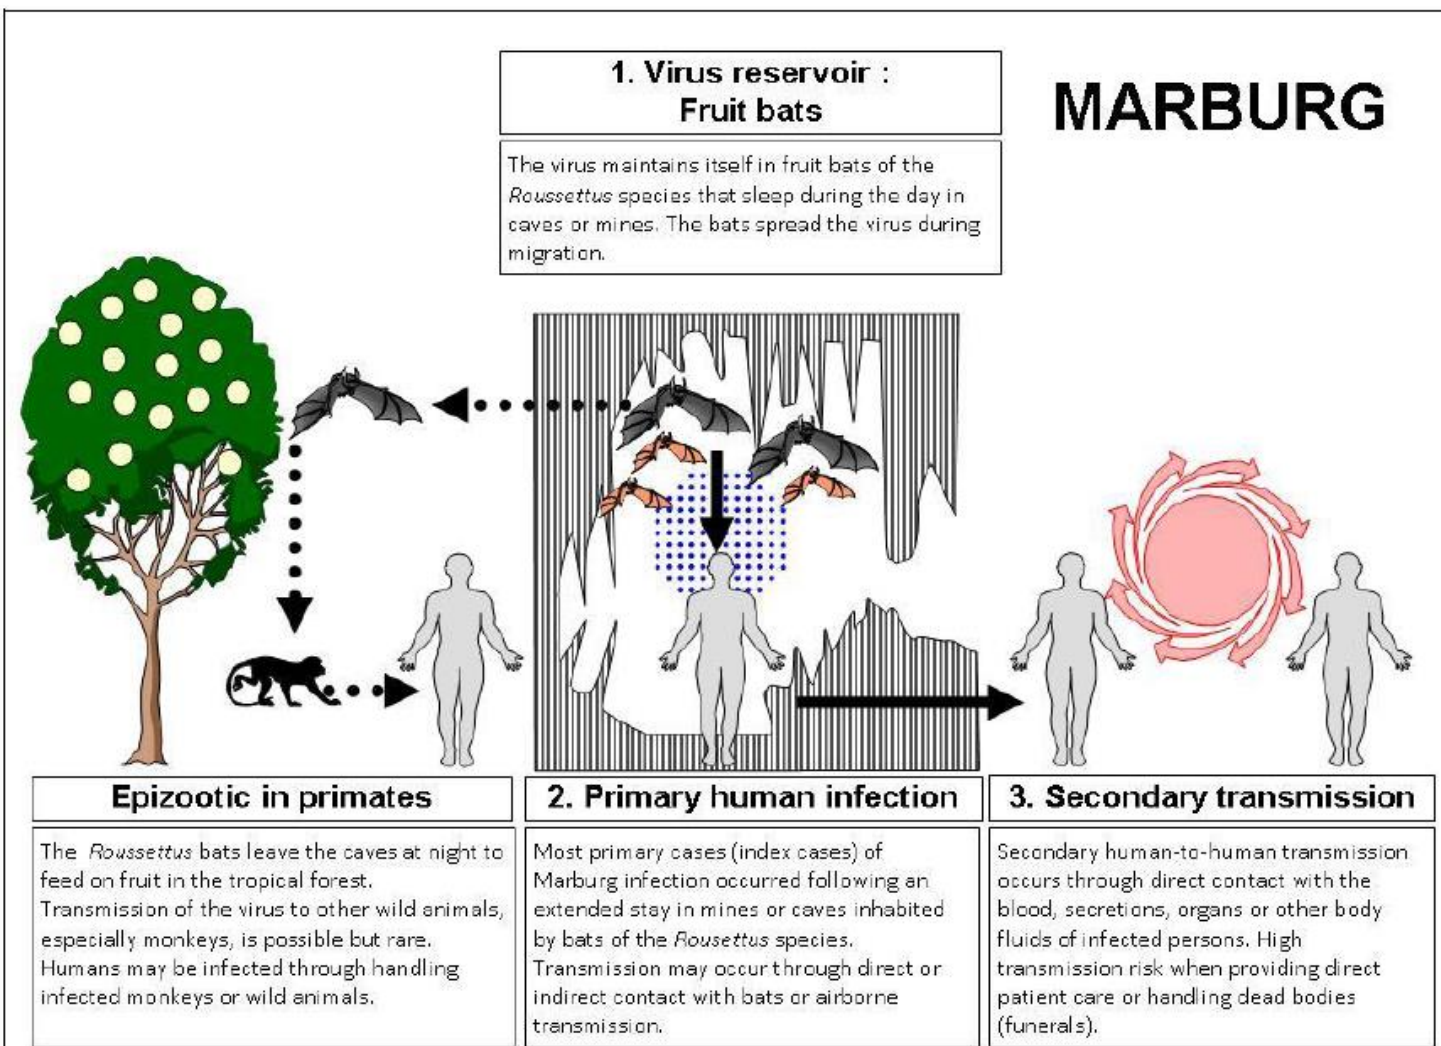 1. Virus reservoir :
Fruit bats
MARBURG
The virus maintains itself in fruit bats of the
Roussettus species that sleep during the day in
caves or mines. The bats spread the virus during
migration.
Epizootic in primates
The Roussettus bats leave the caves at night to
feed on fruit in the tropical forest.
Transmission of the virus to other wild animals,
especially monkeys, is possible but rare.
Humans may be infected through handling
infected monkeys or wild animals.
2. Primary human infection
Most primary cases (index cases) of
Marburg infection occurred following an
extended stay in mines or caves inhabited
by bats of the Rousettus species.
Transmission may occur through direct or
indirect contact with bats or airborne
transmission.
3. Secondary transmission
Secondary human-to-human transmission
occurs through direct contact with the
blood, secretions, organs or other body
fluids of infected persons. High
transmission risk when providing direct
patient care or handling dead bodies
(funerals).